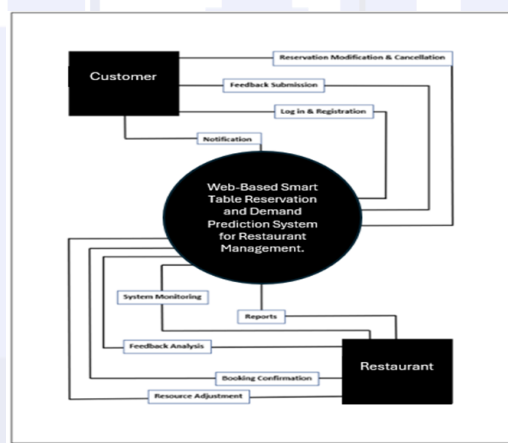 Reservation Modification & Cancellation
Customer
Feedback Submission
Log in & Registration
Notification
Web-Based Smart
Table Reservation
and Demand
Prediction System
for Restaurant
Management.
System Monitoring
Reports
Feedback Analysis
Restaurant
Booking Confirmation
Resource Adjustment